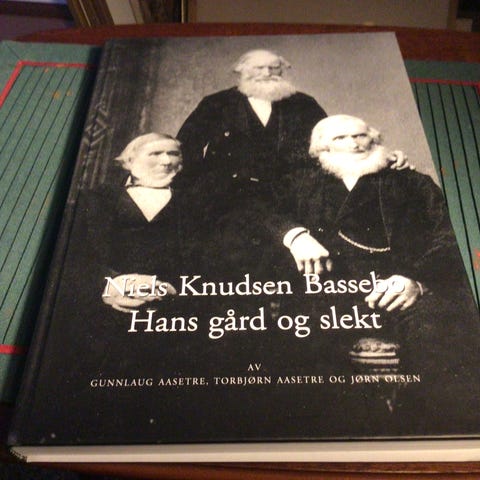 Niels Knudsen Bassebo
Hans gård og slekt
AV
GUNNLAUG AASETRE, TORBJØRN AASETRE OG JØRN OLSEN